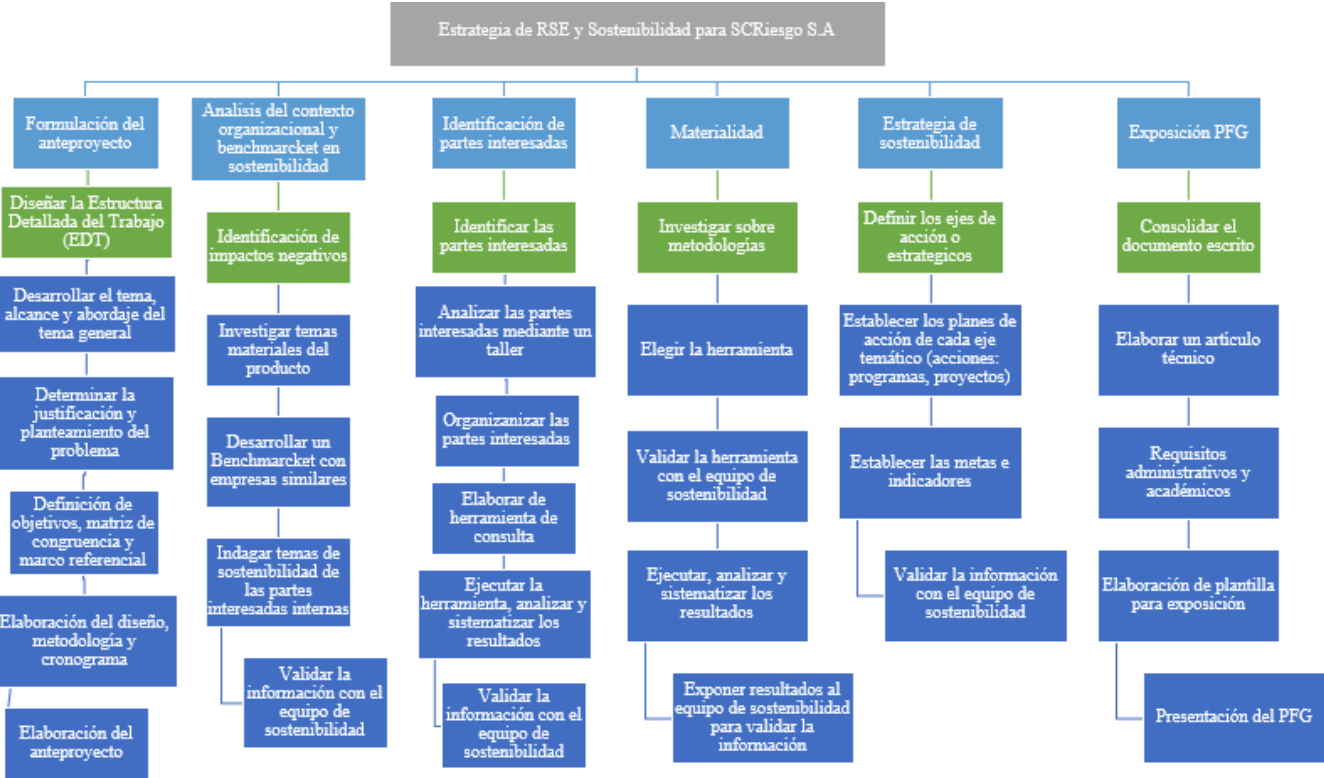 Estrategia de RSE y Sostenibilidad para SCRiesgo S.A
Formulación del
anteproyecto
Diseñar la Estructura
Detallada del Trabajo
(EDT)
Desarrollar el tema,
alcance y abordaje del
tema general
Determinar la
justificación y
planteamiento del
problema
Definición de
objetivos, matriz de
congruencia y
marco referencial
Elaboración del diseño,
metodología y
cronograma
Elaboración del
anteproyecto
Analisis del contexto
organizacional y
benchmarcket en
sostenibilidad
Identificación de
impactos negativos
Investigar temas
materiales del
producto
Desarrollar un
Benchmarcket con
empresas similares
Indagar temas de
sostenibilidad de
las partes
interesadas internas
Validar la
información con el
equipo de
sostenibilidad
Identificación de
partes interesadas
Identificar las
partes interesadas
Analizar las partes
interesadas mediante un
taller
Organizanizar las
partes interesadas
Elaborar de
herramienta de
consulta
Ejecutar la
herramienta, analizar y
sistematizar los
resultados
Validar la
información con el
equipo de
sostenibilidad
Materialidad
Investigar sobre
metodologías
Elegir la herramienta
Validar la herramienta
con el equipo de
sostenibilidad
Ejecutar, analizar y
sistematizar los
resultados
Exponer resultados al
equipo de sostenibilidad
para validar la
información
Estrategia de
sostenibilidad
Definir los ejes de
acción o
estrategicos
Establecer los planes de
acción de cada eje
temático (acciones:
programas, proyectos)
Establecer las metas e
indicadores
Validar la información
con el equipo de
sostenibilidad
Exposición PFG
Consolidar el
documento escrito
Elaborar un artículo
técnico
Requisitos
administrativos y
académicos
Elaboración de plantilla
para exposición
Presentación del PFG